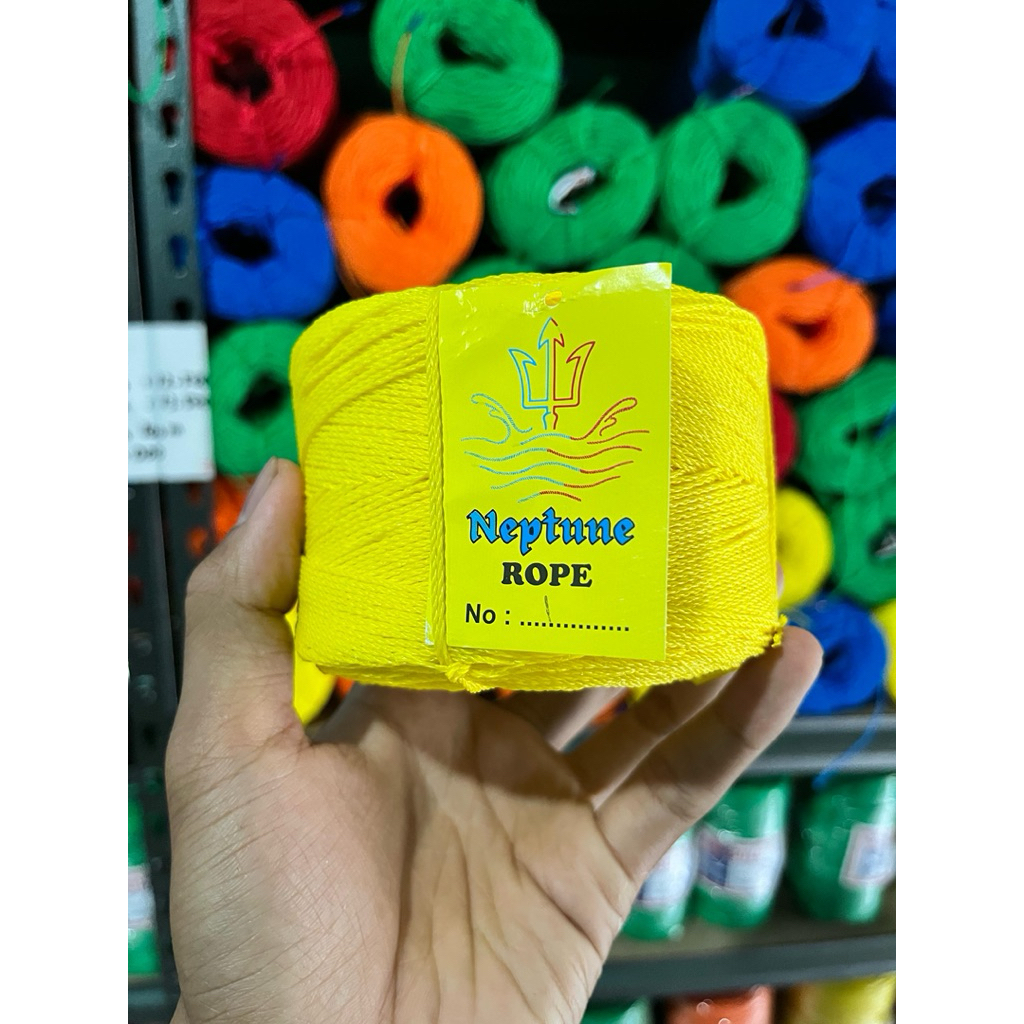 Neptune
ROPE
No : ...............